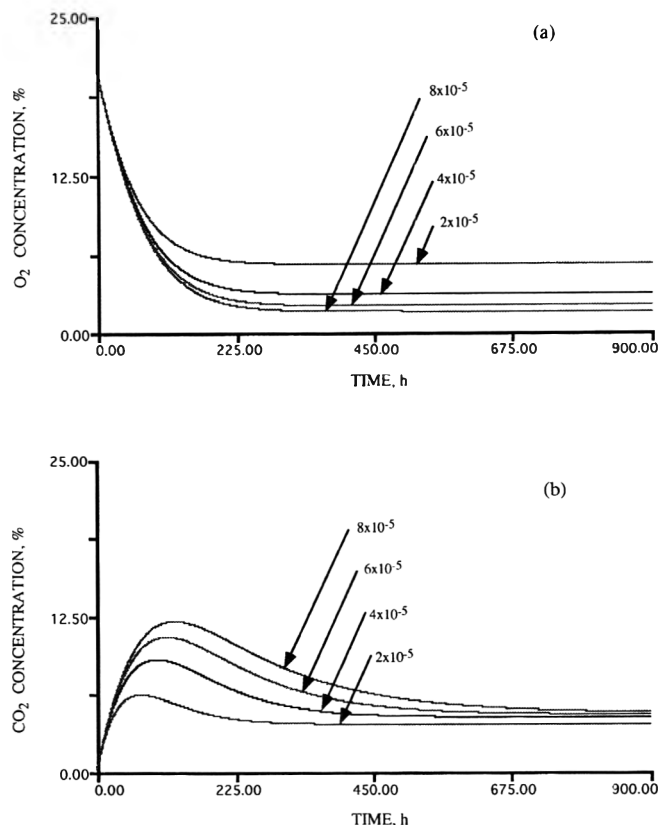 25.00
(a)
8x10-5
6x10-5
4x10-5
2x10-5
12.50
O2 CONCENTRATION, %
0.00
0.00 225.00 450.00 675.00 900.00
TIME, h
25.00
(b)
8x10-5
6x10-5
4x10-5
2x10-5
12.50
CO2 CONCENTRATION, %
0.00
0.00 225.00 450.00 675.00 900.00
TIME, h